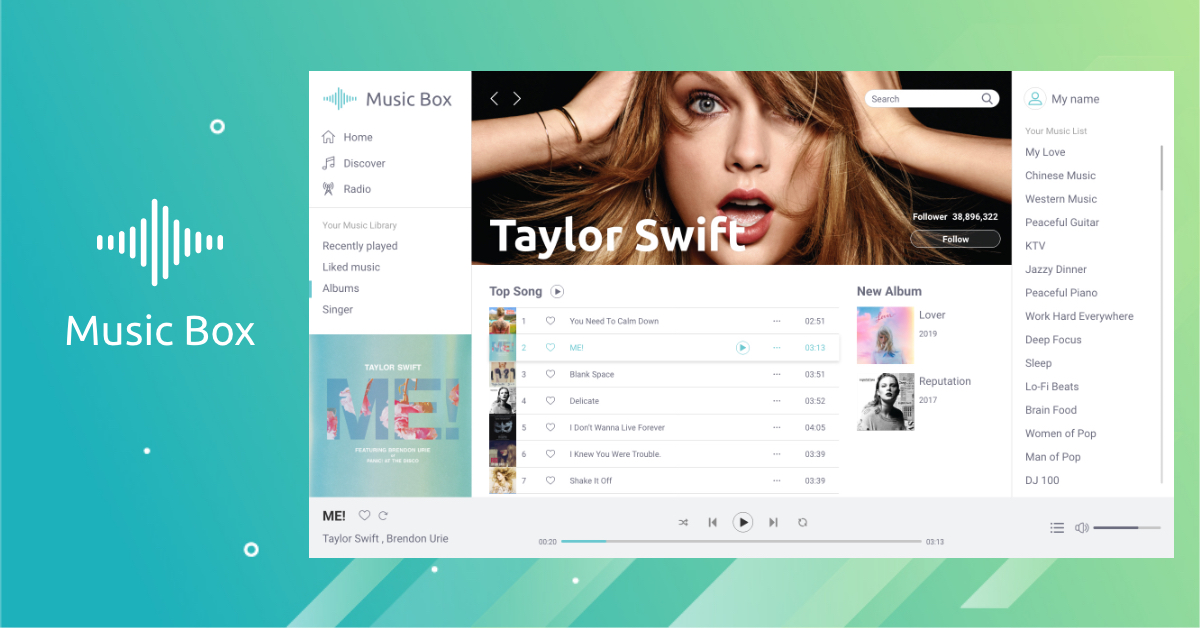 Music Box
Music Box
Home
Discover
Radio
Your Music Library
Recently played
Liked music
Albums
Singer
TAYLOR SWIFT
ME!
FEATURING BRENDON URIE
OF
PANIC! AT THE DISCO
Search
Taylor Swift
Follower 38,896,322
Follow
Top Song
1 You Need To Calm Down ··· 02:51
2 ME! ··· 03:13
3 Blank Space ··· 03:51
4 Delicate ··· 03:52
5 I Don't Wanna Live Forever ··· 04:05
6 I Knew You Were Trouble. ··· 03:39
7 Shake It Off ··· 03:39
New Album
Lover
2019
Reputation
2017
My name
Your Music List
My Love
Chinese Music
Western Music
Peaceful Guitar
KTV
Jazzy Dinner
Peaceful Piano
Work Hard Everywhere
Deep Focus
Sleep
Lo-Fi Beats
Brain Food
Women of Pop
Man of Pop
DJ 100
ME!
Taylor Swift , Brendon Urie
00:20
03:13